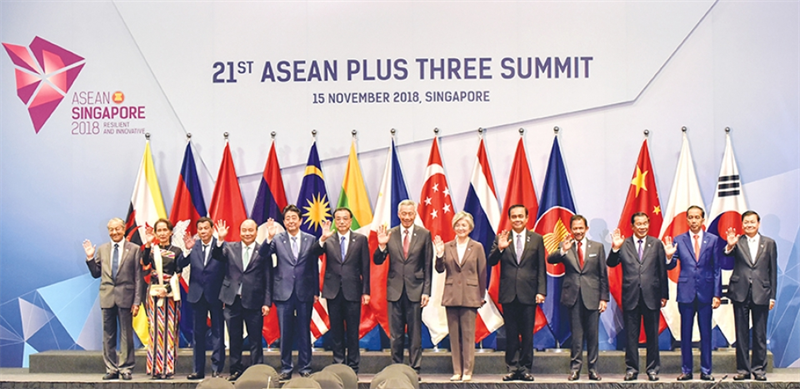 21ST ASEAN PLUS THREE SUMMIT
15 NOVEMBER 2018, SINGAPORE
ASEAN
SINGAPORE
2018
RESILIENT
AND INNOVATIVE